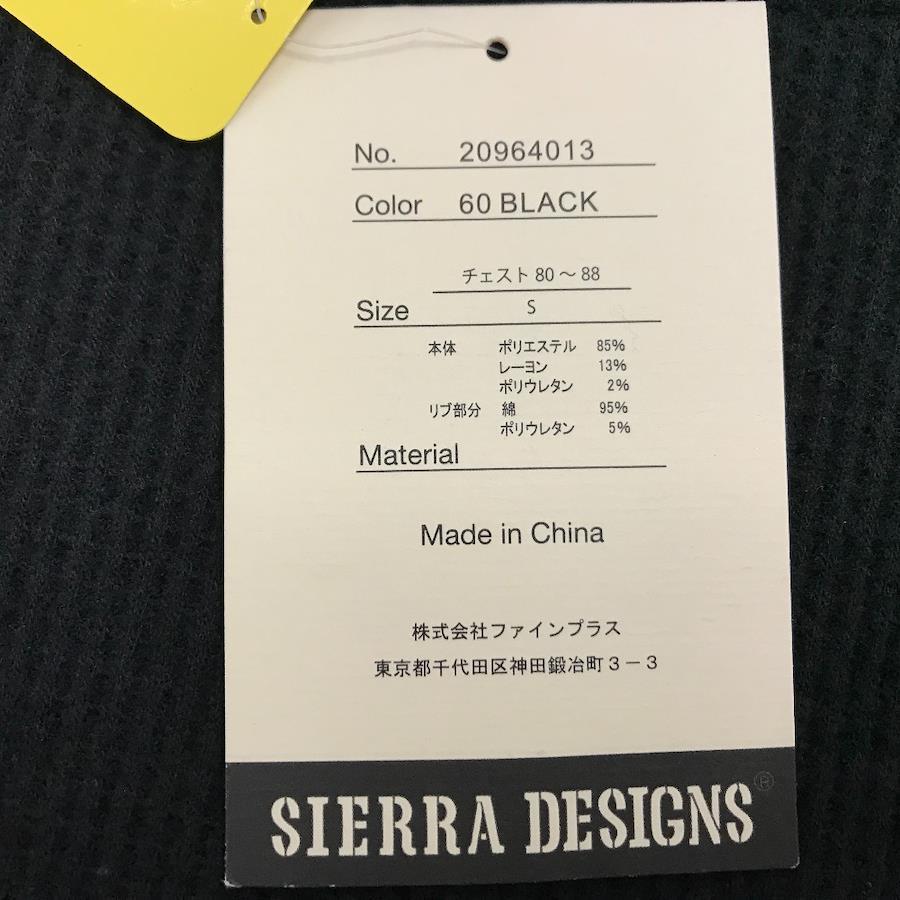 No. 20964013
Color 60 BLACK
チェスト 80～88
Size S
本体 ポリエステル 85%
レーヨン 13%
ポリウレタン 2%
リブ部分 綿 95%
ポリウレタン 5%
Material
Made in China
株式会社ファインプラス
東京都千代田区神田鍛冶町３－３
SIERRA DESIGNS®